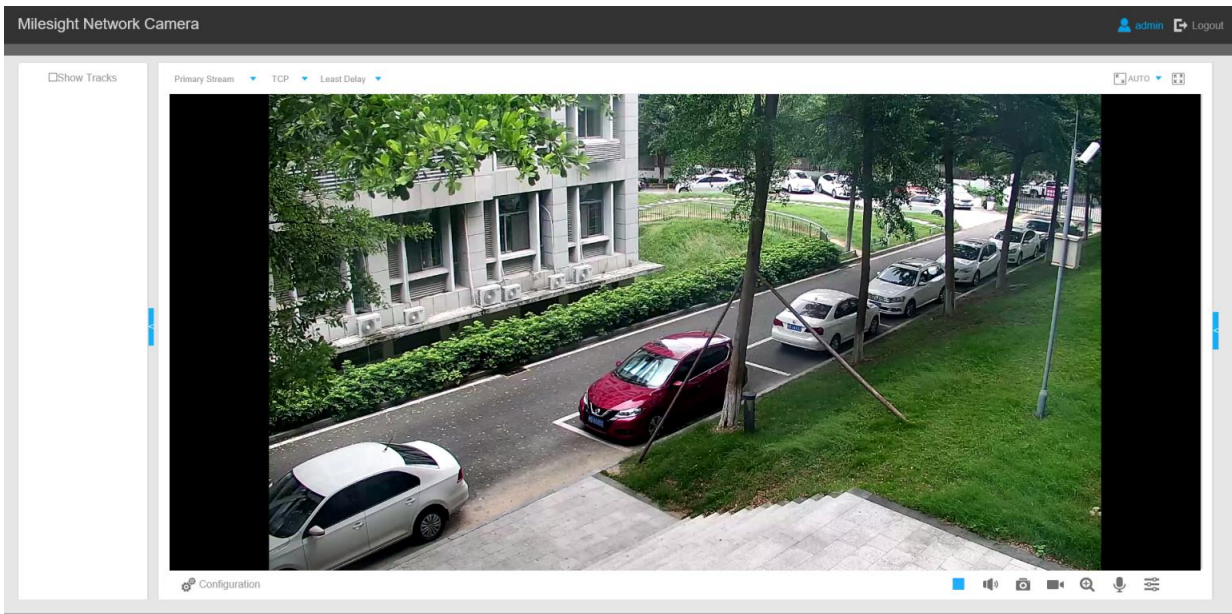 Milesight Network Camera
admin
Logout
Show Tracks
Primary Stream
TCP
Least Delay
AUTO
<
<
Configuration